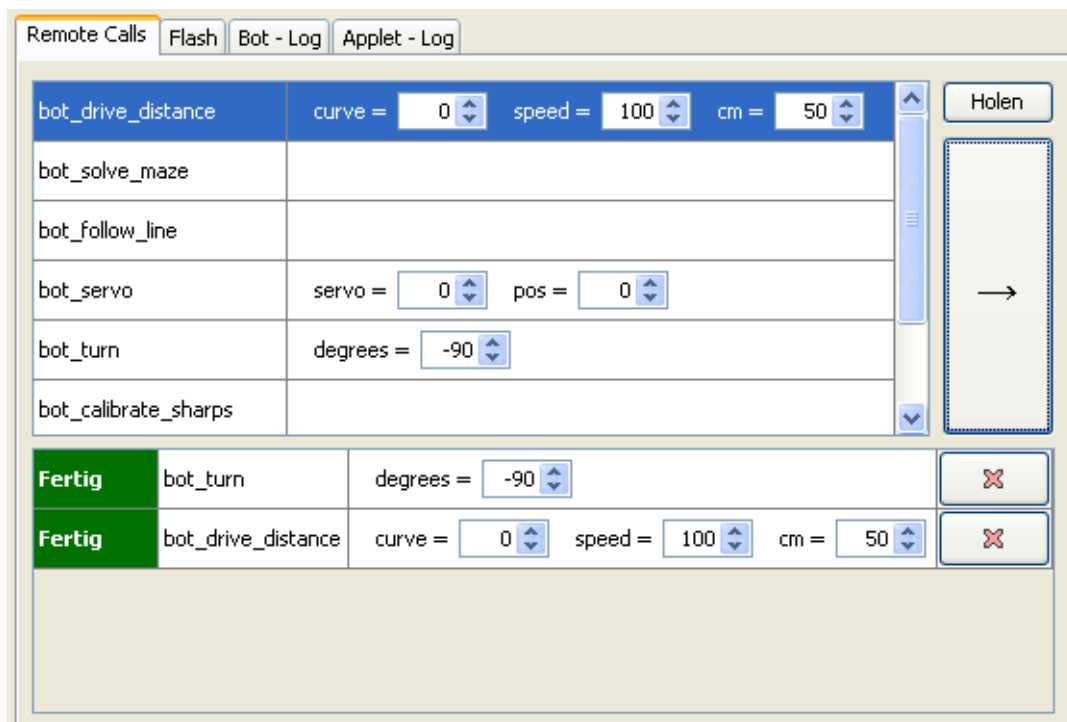 Remote Calls Flash Bot - Log Applet - Log
bot_drive_distance curve = 0 speed = 100 cm = 50 Holen
bot_solve_maze
bot_follow_line
bot_servo servo = 0 pos = 0 →
bot_turn degrees = -90
bot_calibrate_sharps
Fertig bot_turn degrees = -90
Fertig bot_drive_distance curve = 0 speed = 100 cm = 50